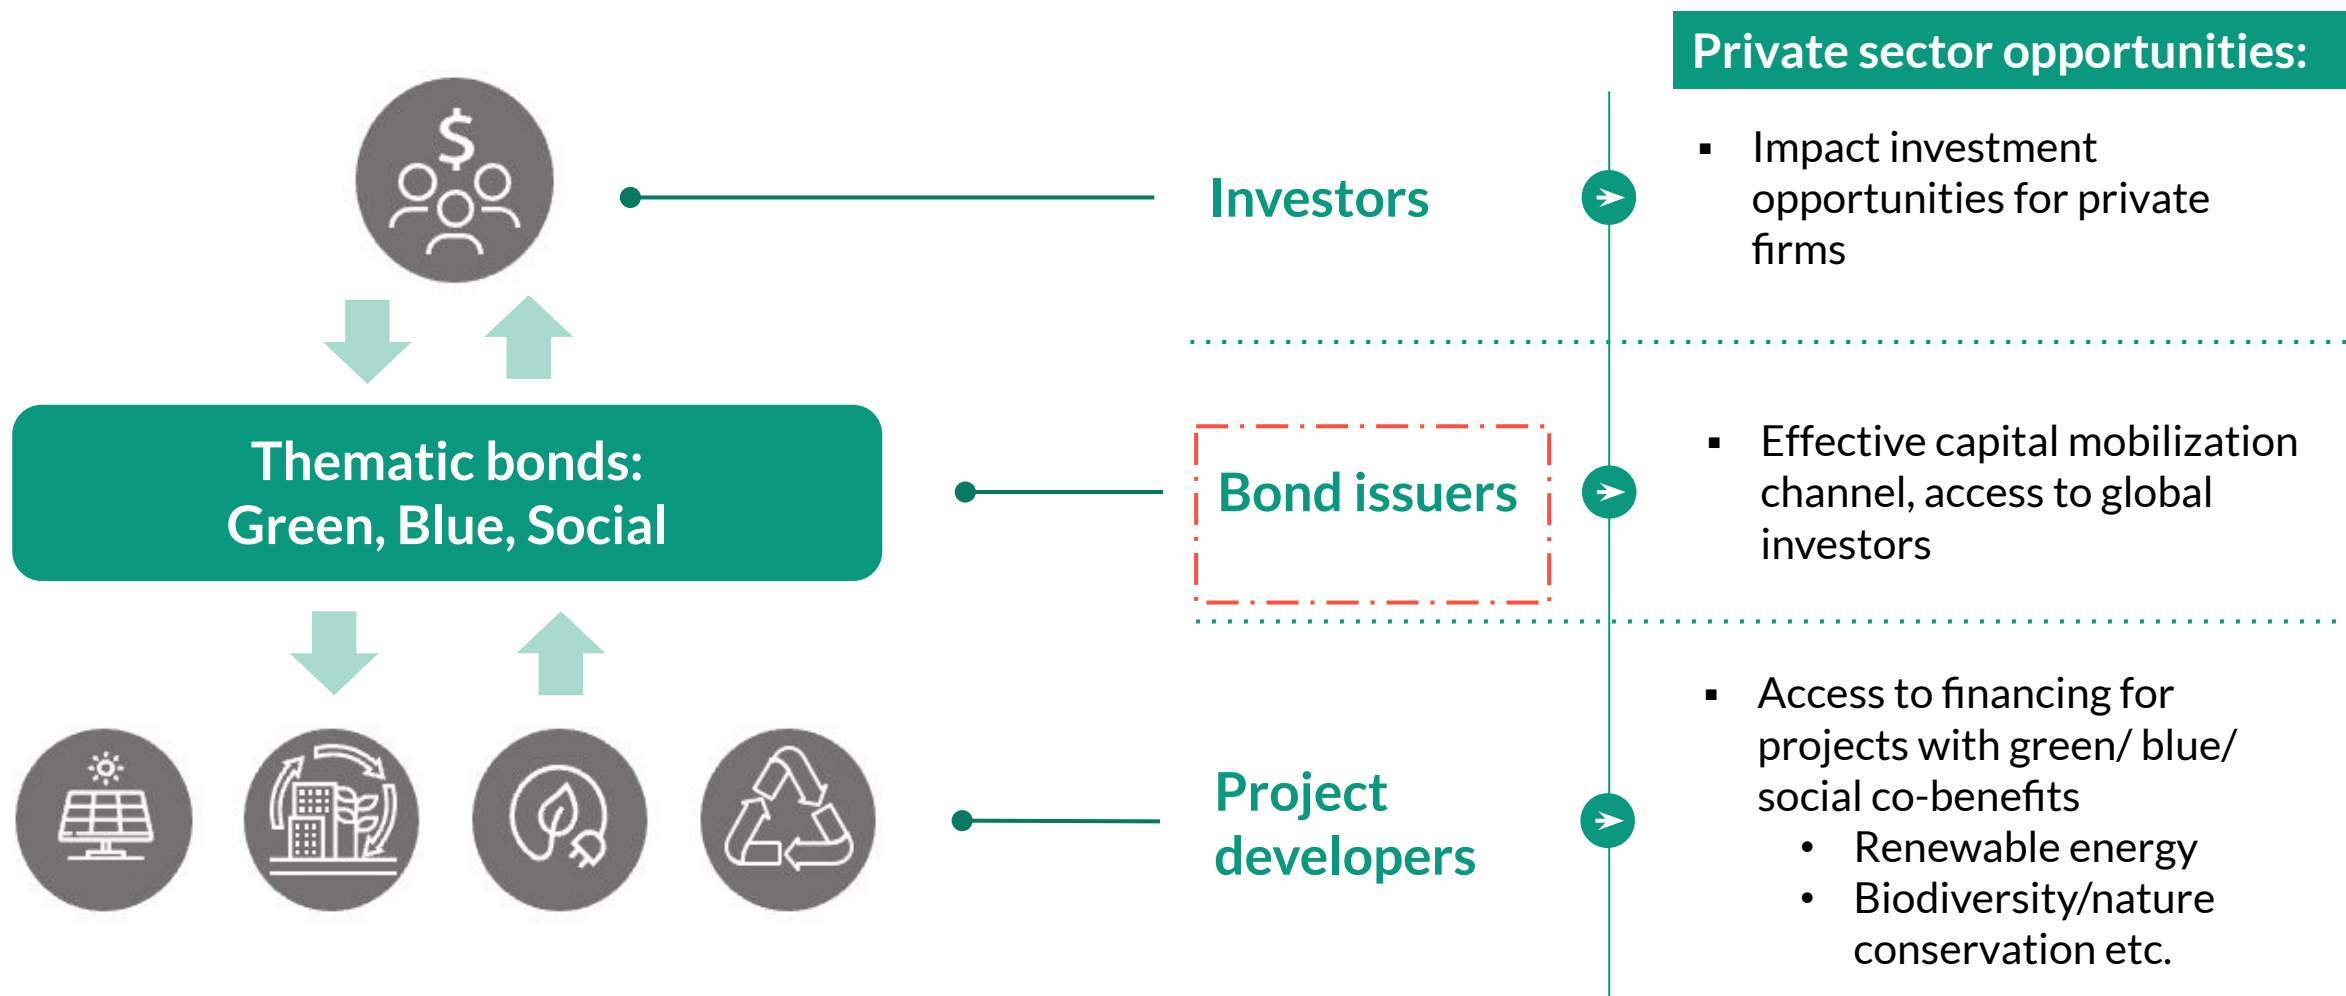 Private sector opportunities:
$
Investors
▪ Impact investment
opportunities for private
firms
Thematic bonds:
Green, Blue, Social
Bond issuers
▪ Effective capital mobilization
channel, access to global
investors
Project
developers
▪ Access to financing for
projects with green/ blue/
social co-benefits
• Renewable energy
• Biodiversity/nature
conservation etc.